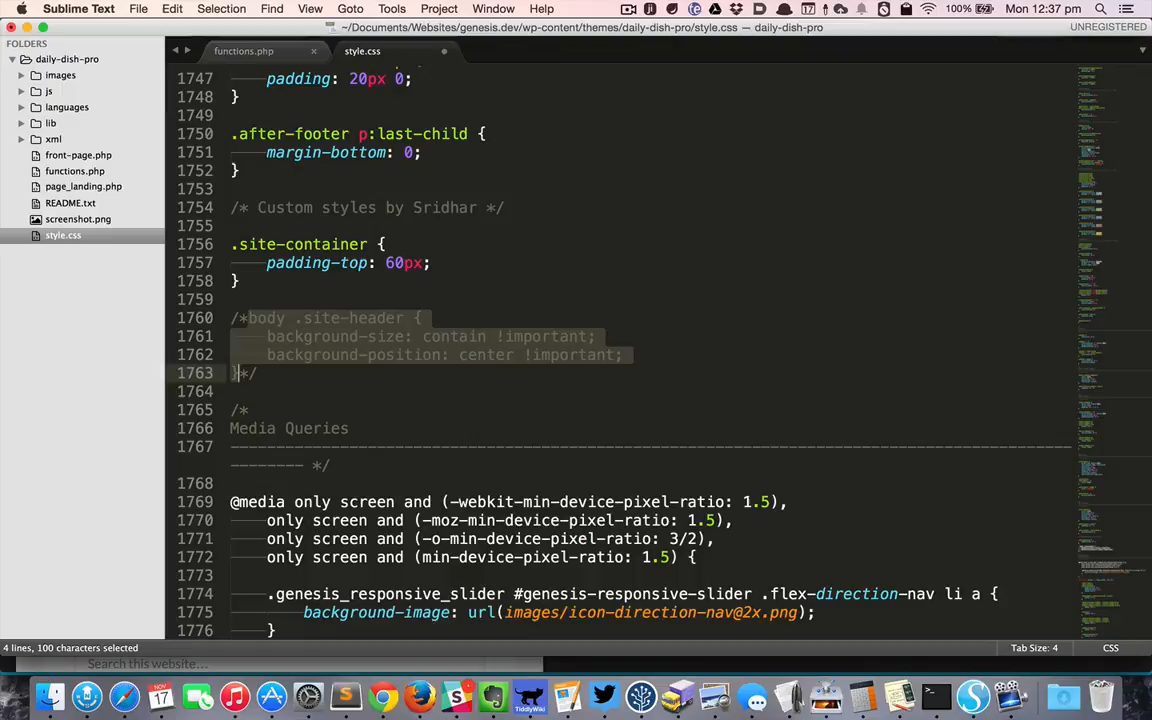 Sublime Text File Edit Selection Find View Goto Tools Project Window Help 100% Mon 12:37 pm
~/Documents/Websites/genesis.dev/wp-content/themes/daily-dish-pro/style.css — daily-dish-pro UNREGISTERED
FOLDERS
daily-dish-pro
images
js
languages
lib
xml
front-page.php
functions.php
page_landing.php
README.txt
screenshot.png
style.css
functions.php × style.css
1747 padding: 20px 0;
1748 }
1749
1750 .after-footer p:last-child {
1751 margin-bottom: 0;
1752 }
1753
1754 /* Custom styles by Sridhar */
1755
1756 .site-container {
1757 padding-top: 60px;
1758 }
1759
1760 /*body .site-header {
1761 background-size: contain !important;
1762 background-position: center !important;
1763 }*/
1764
1765 /*
1766 Media Queries
1767 ---------------------------------------------------------------------------------------------
-------- */
1768
1769 @media only screen and (-webkit-min-device-pixel-ratio: 1.5),
1770 only screen and (-moz-min-device-pixel-ratio: 1.5),
1771 only screen and (-o-min-device-pixel-ratio: 3/2),
1772 only screen and (min-device-pixel-ratio: 1.5) {
1773
1774 .genesis_responsive_slider #genesis-responsive-slider .flex-direction-nav li a {
1775 background-image: url(images/icon-direction-nav@2x.png);
1776 }
4 lines, 100 characters selected Tab Size: 4 CSS
Search this website…
NOV
17
TiddlyWiki